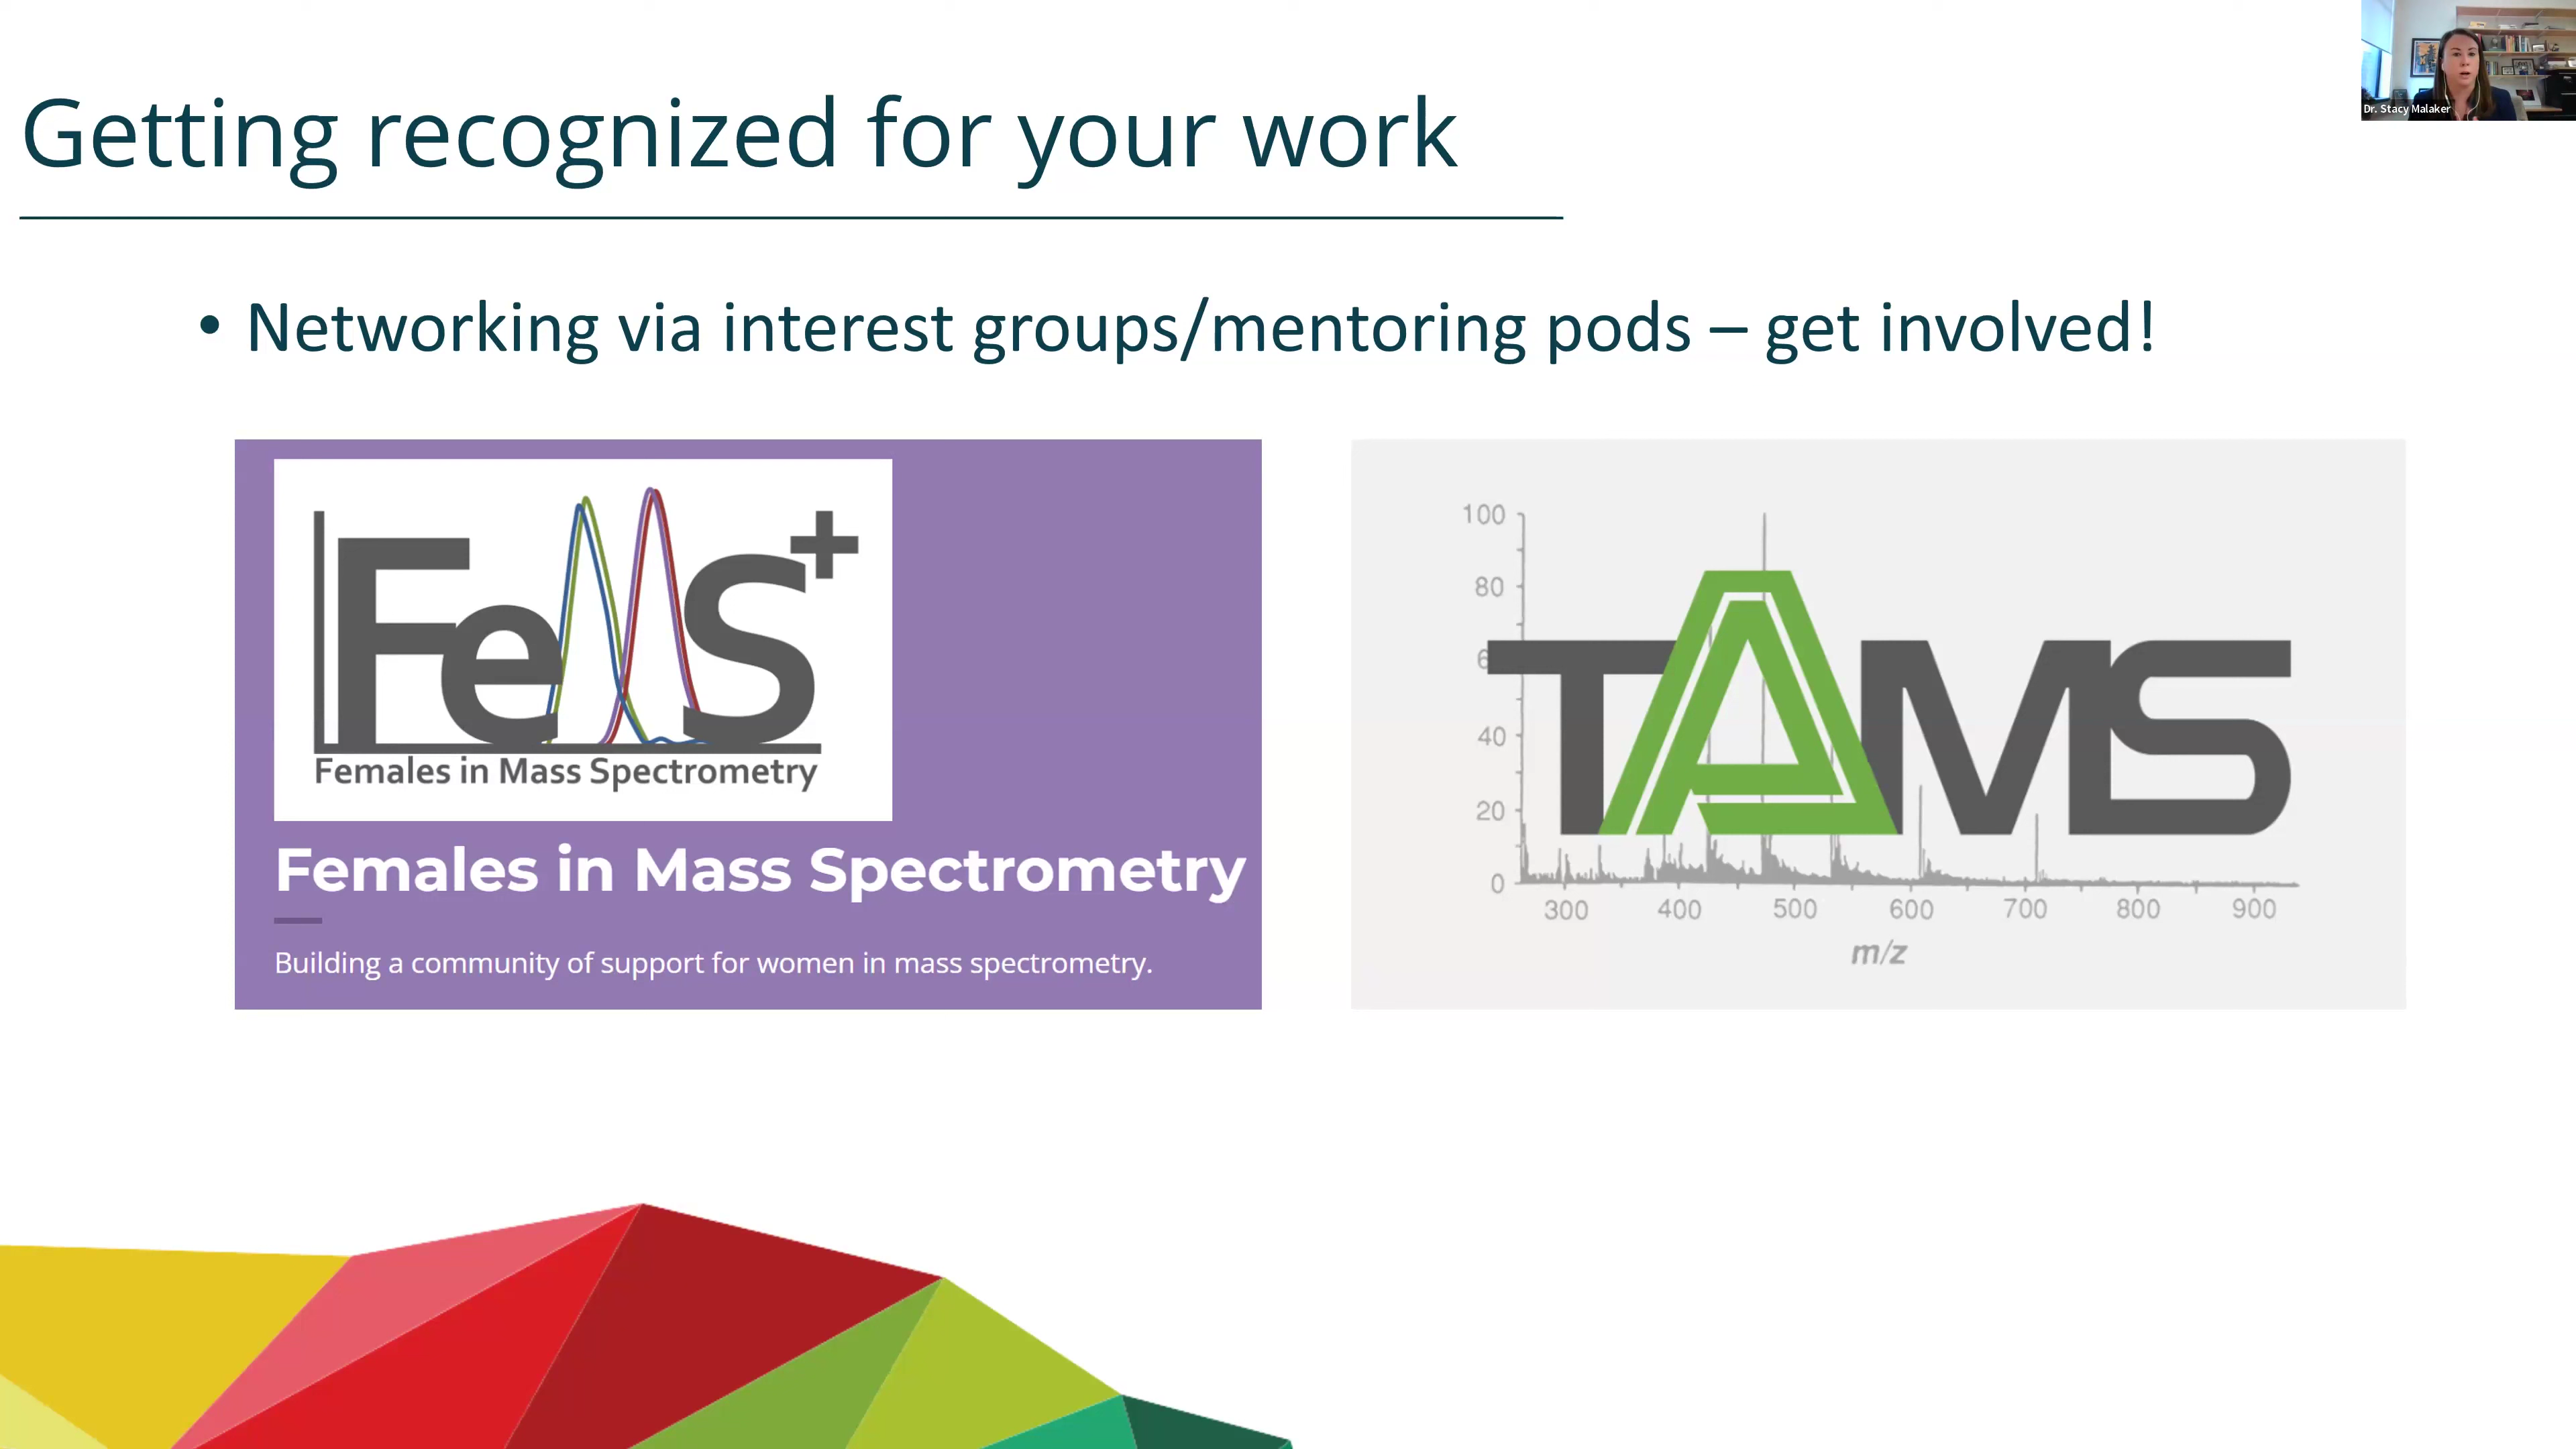 Dr. Stacy Malaker
Getting recognized for your work
• Networking via interest groups/mentoring pods – get involved!
FeMS+
Females in Mass Spectrometry
Females in Mass Spectrometry
Building a community of support for women in mass spectrometry.
100
80
6
40
20
0
TAMS
300 400 500 600 700 800 900
m/z